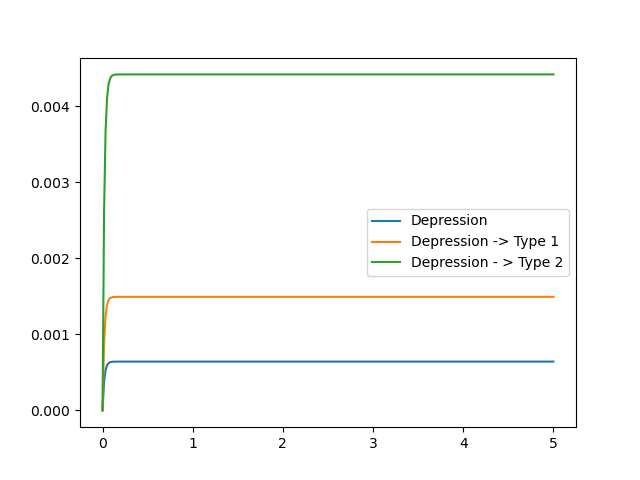 0.004
0.003
0.002
0.001
0.000
0 1 2 3 4 5
Depression
Depression -> Type 1
Depression - > Type 2